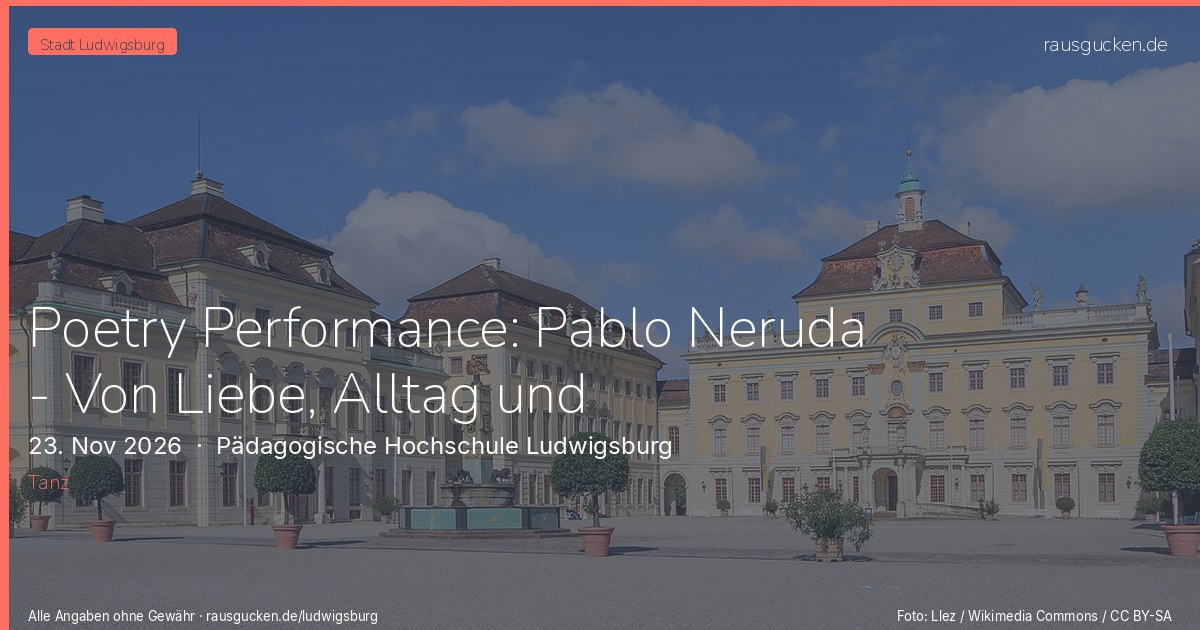 Stadt Ludwigsburg
rausgucken.de
Poetry Performance: Pablo Neruda
- Von Liebe, Alltag und
23. Nov 2026 · Pädagogische Hochschule Ludwigsburg
Tanz
Alle Angaben ohne Gewähr · rausgucken.de/ludwigsburg
Foto: Llez / Wikimedia Commons / CC BY-SA